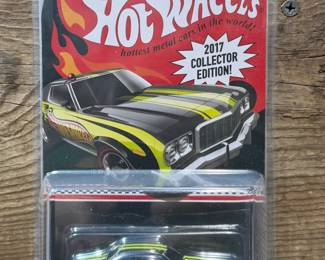 HOT WHEELS
hottest metal cars in the world!
2017
COLLECTOR
EDITION!